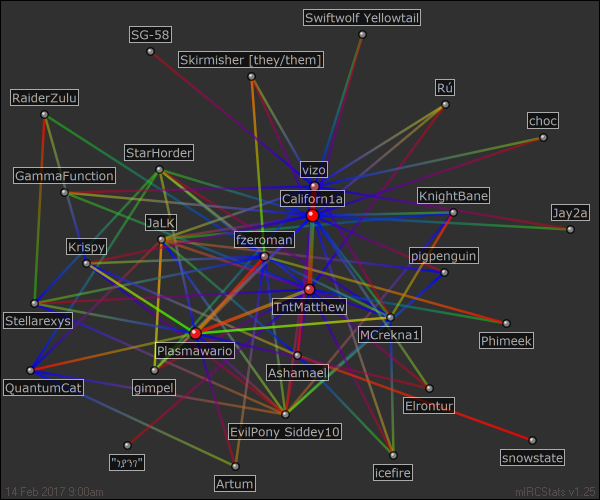 Swiftwolf Yellowtail
SG-58
Skirmisher [they/them]
Rú
RaiderZulu
choc
StarHorder
vizo
GammaFunction
Californ1a
KnightBane
JaLK
Jay2a
Krispy
fzeroman
pigpenguin
Stellarexys
TntMatthew
MCrekna1
Phimeek
Plasmawario
Ashamael
QuantumCat
gimpel
Elrontur
EvilPony Siddey10
snowstate
icefire
Artum
14 Feb 2017 9:00am
mIRCStats v1.25